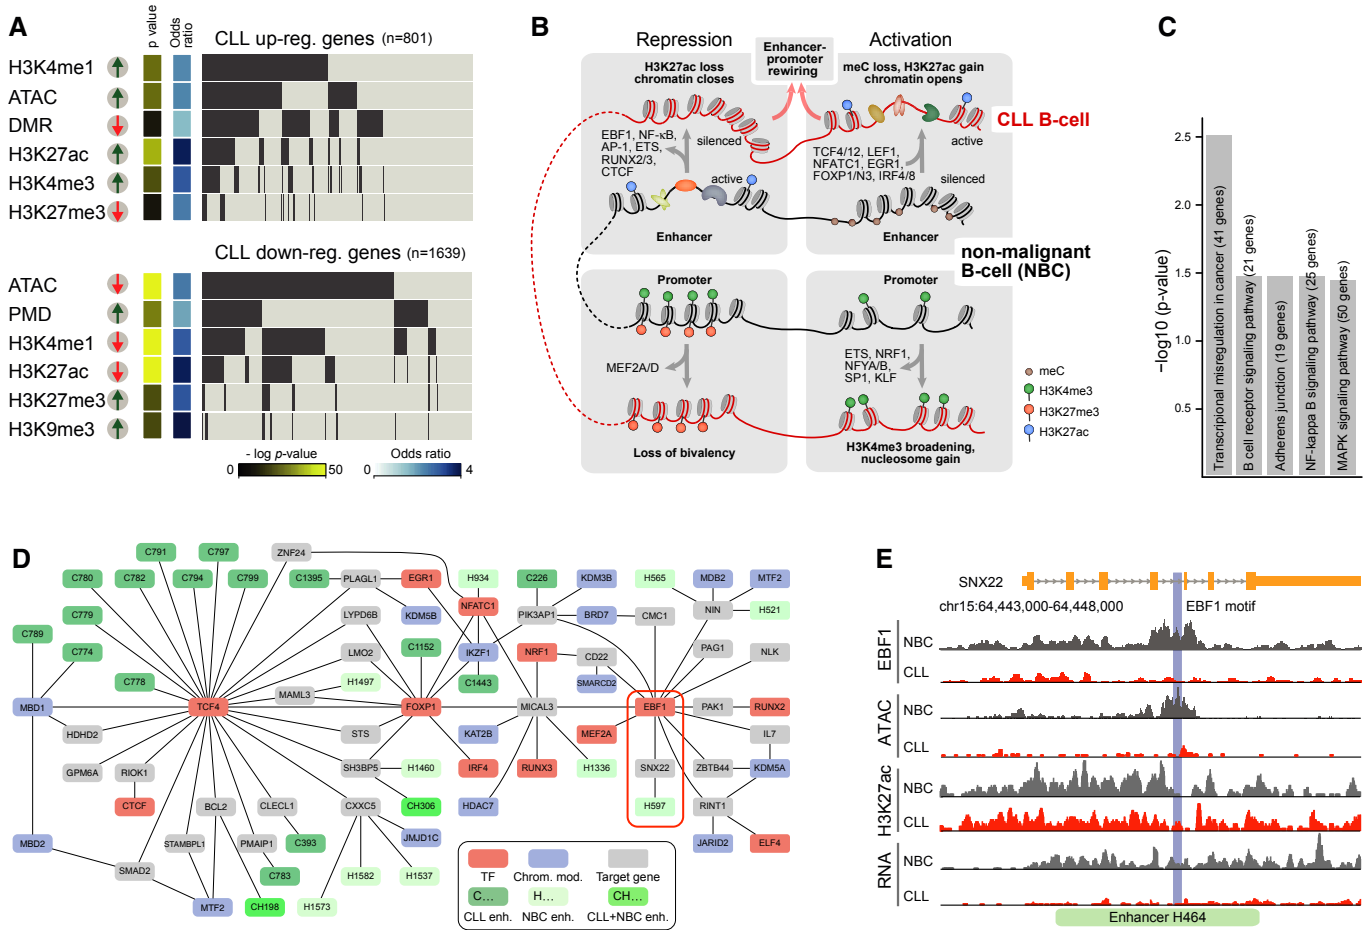 A
p value
Odds ratio
CLL up-reg. genes (n=801)
H3K4me1
ATAC
DMR
H3K27ac
H3K4me3
H3K27me3
CLL down-reg. genes (n=1639)
ATAC
PMD
H3K4me1
H3K27ac
H3K27me3
H3K9me3
- log p-value
0
50
Odds ratio
0
4
B
Repression
Activation
Enhancer-
promoter
rewiring
H3K27ac loss
chromatin closes
meC loss, H3K27ac gain
chromatin opens
CLL B-cell
silenced
active
EBF1, NF-κB,
AP-1, ETS,
RUNX2/3,
CTCF
TCF4/12, LEF1,
NFATC1, EGR1,
FOXP1/N3, IRF4/8
active
silenced
Enhancer
Enhancer
non-malignant
B-cell (NBC)
Promoter
Promoter
MEF2A/D
ETS, NRF1,
NFYA/B,
SP1, KLF
meC
H3K4me3
H3K27me3
H3K27ac
Loss of bivalency
H3K4me3 broadening,
nucleosome gain
C
−log10 (p-value)
2.5
2.0
1.5
1.0
0.5
Transcripional misregulation in cancer (41 genes)
B cell receptor signaling pathway (21 genes)
Adherens junction (19 genes)
NF-kappa B signaling pathway (25 genes)
MAPK signaling pathway (50 genes)
D
C791
C797
ZNF24
C780
C782
C794
C799
C1395
PLAGL1
EGR1
H934
C226
KDM3B
H565
MDB2
MTF2
C779
LYPD6B
KDM5B
NFATC1
PIK3AP1
BRD7
CMC1
NIN
H521
C789
C774
LMO2
C1152
IKZF1
NRF1
CD22
PAG1
NLK
C778
MAML3
H1497
C1443
SMARCD2
MBD1
TCF4
FOXP1
MICAL3
EBF1
PAK1
RUNX2
HDHD2
STS
KAT2B
MEF2A
IL7
GPM6A
RIOK1
SH3BP5
H1460
IRF4
RUNX3
H1336
SNX22
ZBTB44
KDM5A
CTCF
BCL2
CLECL1
CXXC5
CH306
HDAC7
H597
RINT1
MBD2
STAMBPL1
PMAIP1
C393
JMJD1C
JARID2
ELF4
SMAD2
C783
H1582
H1537
MTF2
CH198
H1573
TF
Chrom. mod.
Target gene
C...
H...
CH...
CLL enh.
NBC enh.
CLL+NBC enh.
E
SNX22
chr15:64,443,000-64,448,000
EBF1 motif
EBF1
NBC
CLL
ATAC
NBC
CLL
H3K27ac
NBC
CLL
RNA
NBC
CLL
Enhancer H464